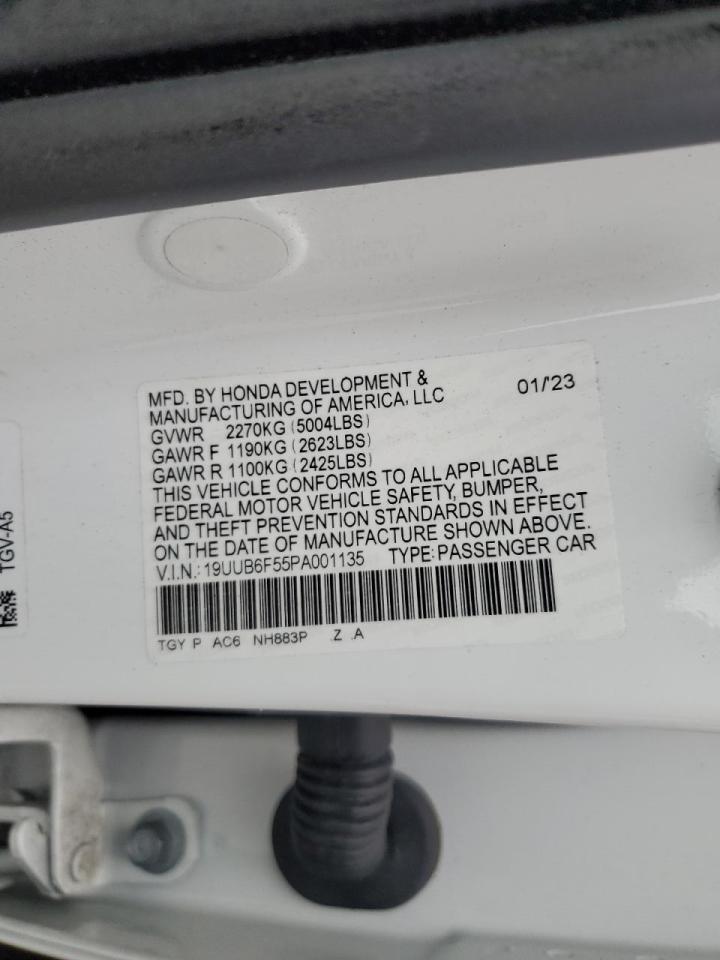 MFD. BY HONDA DEVELOPMENT & 01/'23
MANUFACTURING OF AMERICA, LLC
GVWR 2270KG (5004LBS)
GAWR F 1190KG (2623LBS)
GAWR R 1100KG (2425LBS)
THIS VEHICLE CONFORMS TO ALL APPLICABLE
FEDERAL MOTOR VEHICLE SAFETY, BUMPER,
AND THEFT PREVENTION STANDARDS IN EFFECT
ON THE DATE OF MANUFACTURE SHOWN ABOVE.
V.I.N.: 19UUB6F55PA001135 TYPE: PASSENGER CAR
TGY P AC6 NH883P .Z .A
TGV-A5